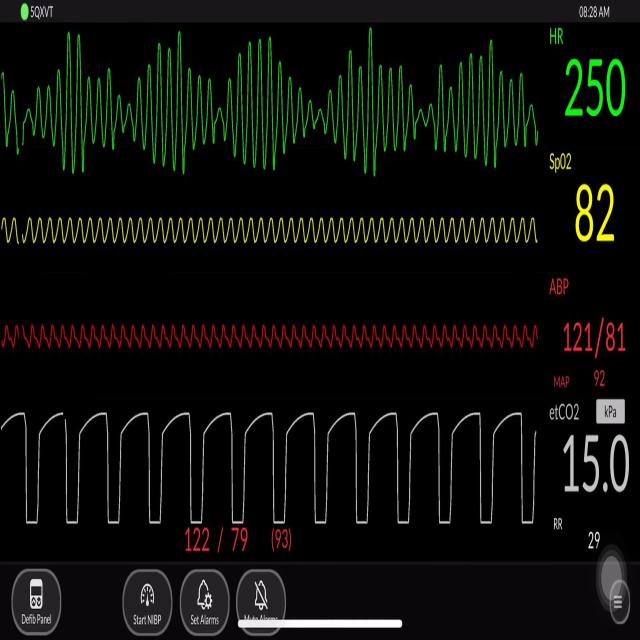 5QXVT
08:28 AM
HR
250
SpO2
82
ABP
121/81
MAP 92
etCO2 kPa
15.0
RR
29
122 / 79 (93)
Defib Panel
Start NIBP
Set Alarms
Mute Alarms